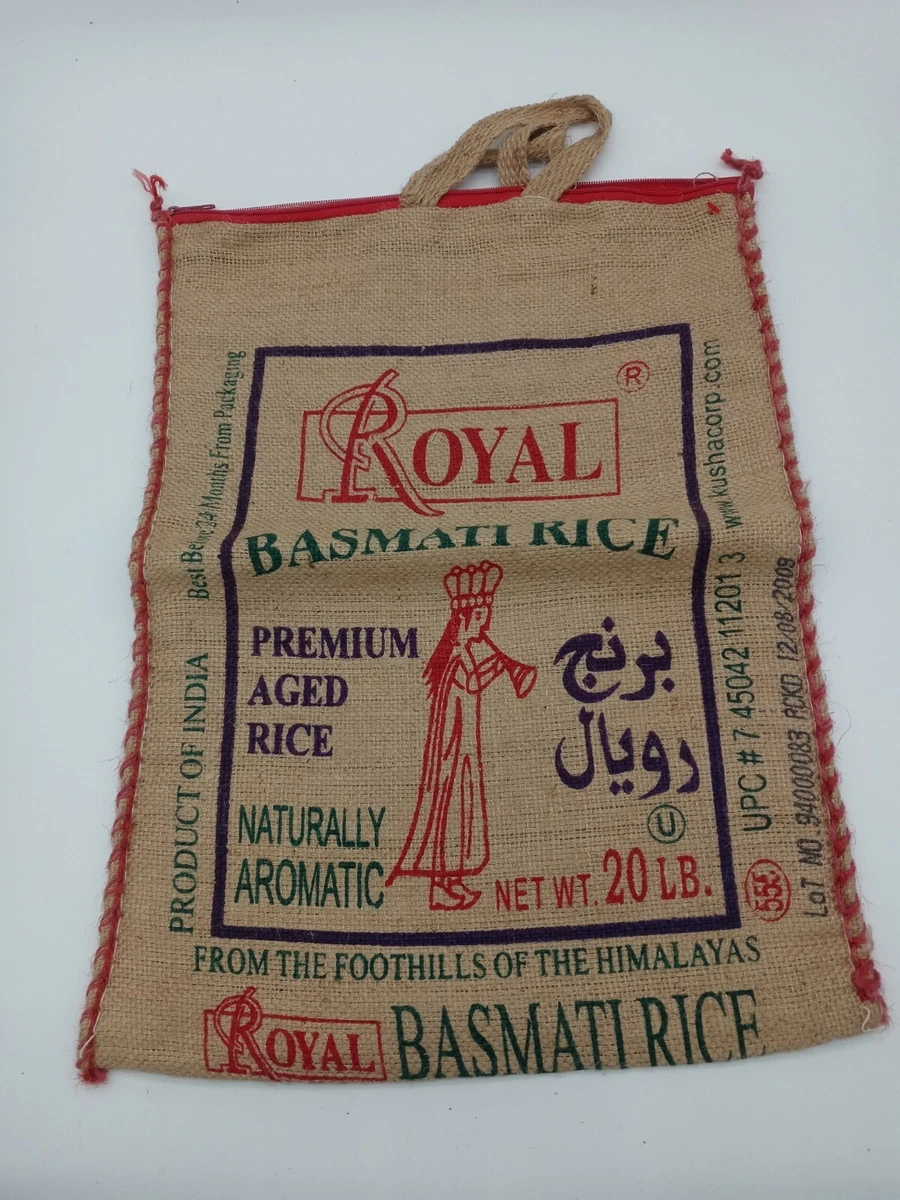 ROYAL ®
BASMATI RICE
PREMIUM
AGED
RICE
برنج
رويال
NATURALLY
AROMATIC
U
NET WT. 20 LB.
FROM THE FOOTHILLS OF THE HIMALAYAS
ROYAL BASMATI RICE
PRODUCT OF INDIA
Best Before 24 Months From Packaging
www.kushacorp.com
UPC # 7 45042 11201 3
555
LOT NO. 94000083 PCKD 12/08/2009